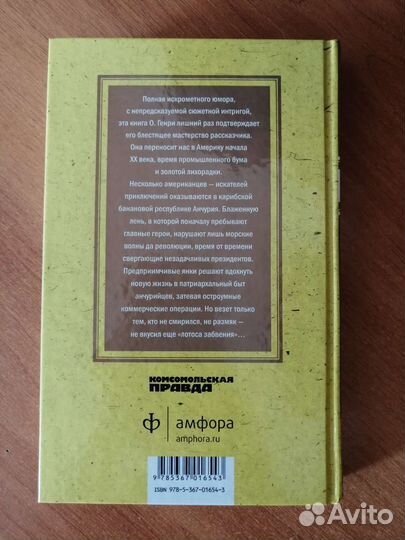 Полная искрометного юмора,
с непредсказуемой сюжетной интригой,
эта книга О. Генри лишний раз подтверждает
его блестящее мастерство рассказчика.
Она переносит нас в Америку начала
XX века, время промышленного бума
и золотой лихорадки.
Несколько американцев — искателей
приключений оказываются в карибской
банановой республике Анчурия. Блаженную
лень, в которой поначалу пребывают
главные герои, нарушают лишь морские
волны да революции, время от времени
свергающие незадачливых президентов.
Предприимчивые янки решают вдохнуть
новую жизнь в патриархальный быт
анчурийцев, затевая остроумные
коммерческие операции. Но везет только
тем, кто не смирился, не размяк —
не вкусил еще «лотоса забвения»...
КОМСОМОЛЬСКАЯ
ПРАВДА
амфора
amphora.ru
9 785367 016543
ISBN 978-5-367-01654-3
Avito